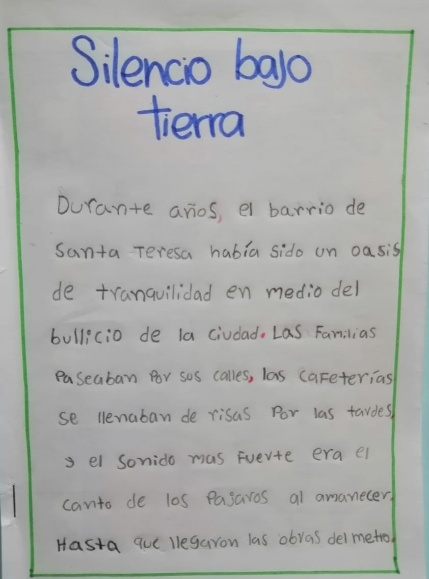 Silencio bajo
tierra
Durante años, el barrio de
Santa Teresa había sido un oasis
de tranquilidad en medio del
bullicio de la ciudad. Las Familias
Paseaban Por sus calles, las cafeterías
se llenaban de risas Por las tardes,
y el sonido mas fuerte era el
canto de los Pajaros al amanecer.
Hasta que llegaron las obras del metro.